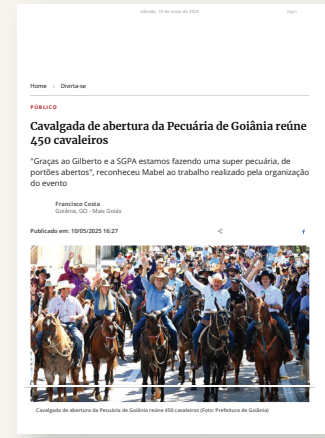 sábado, 10 de maio de 2025
login
Home › Divirta-se
PÚBLICO
Cavalgada de abertura da Pecuária de Goiânia reúne
450 cavaleiros
"Graças ao Gilberto e a SGPA estamos fazendo uma super pecuária, de
portões abertos", reconheceu Mabel ao trabalho realizado pela organização
do evento
Francisco Costa
Goiânia, GO - Mais Goiás
Publicado em: 10/05/2025 16:27
Cavalgada de abertura da Pecuária de Goiânia reúne 450 cavaleiros (Foto: Prefeitura de Goiânia)